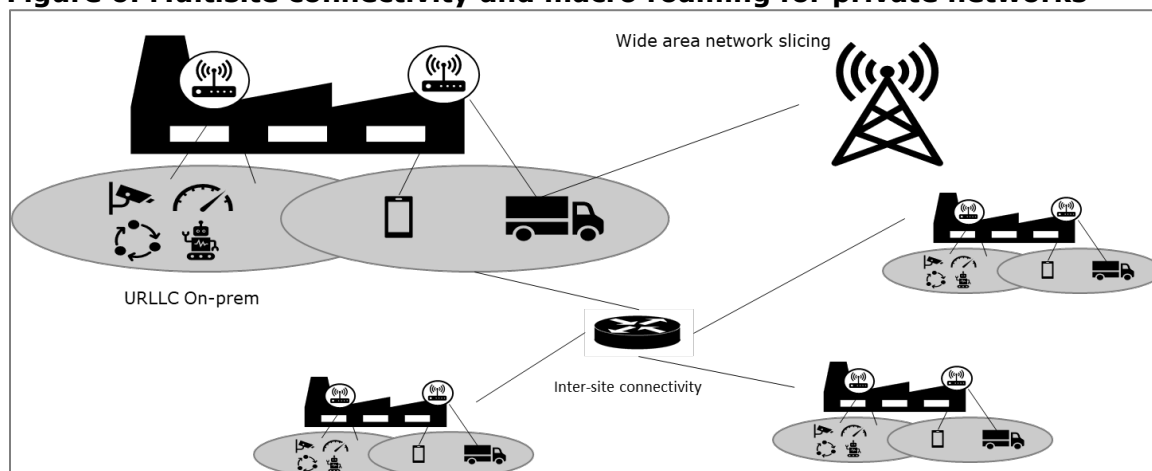 Figure 6: Multisite connectivity and macro roaming for private networks
Wide area network slicing
URLLC On-prem
Inter-site connectivity